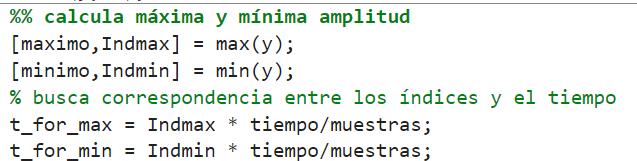 %% calcula máxima y mínima amplitud
[maximo,Indmax] = max(y);
[minimo,Indmin] = min(y);
% busca correspondencia entre los índices y el tiempo
t_for_max = Indmax * tiempo/muestras;
t_for_min = Indmin * tiempo/muestras;